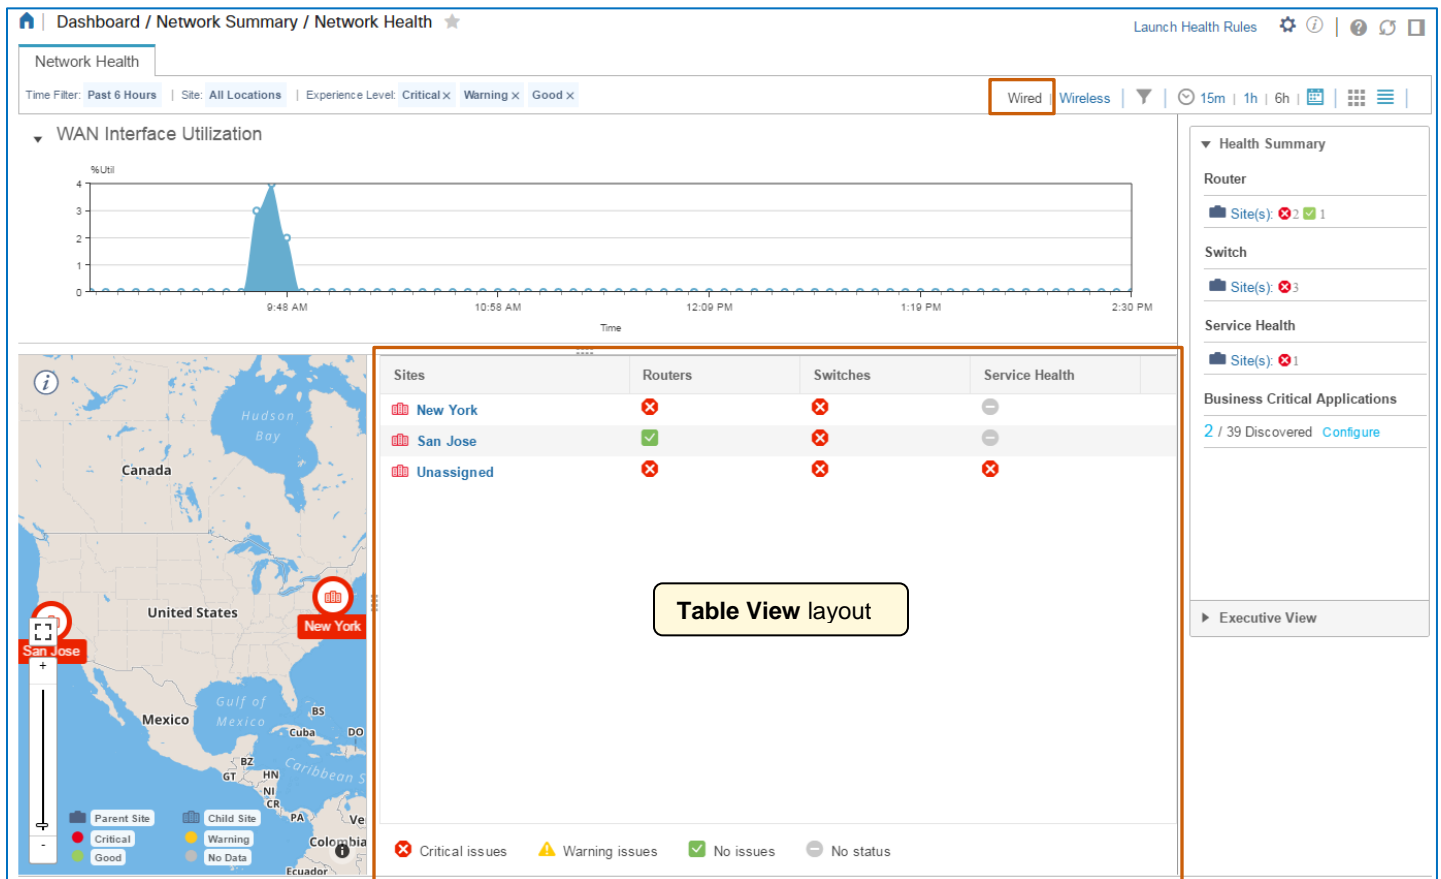 Dashboard / Network Summary / Network Health
Launch Health Rules
Network Health
Time Filter: Past 6 Hours | Site: All Locations | Experience Level: Critical × Warning × Good ×
Wired | Wireless | 15m | 1h | 6h |
WAN Interface Utilization
%Util
4
3
2
1
0
9:48 AM 10:58 AM 12:09 PM 1:19 PM 2:30 PM
Time
Health Summary
Router
Site(s): 2 1
Switch
Site(s): 3
Service Health
Site(s): 1
Business Critical Applications
2 / 39 Discovered Configure
Executive View
Hudson
Bay
Canada
United States
New York
San Jose
+
Gulf of
Mexico
Mexico
BS
Cuba
DO
BZ
GT
HN
Caribbean S
NI
CR
PA
Ve
Colombia
Ecuador
-
Parent Site Child Site
Critical Warning
Good No Data
Sites Routers Switches Service Health
New York
San Jose
Unassigned
Table View layout
Critical issues Warning issues No issues No status